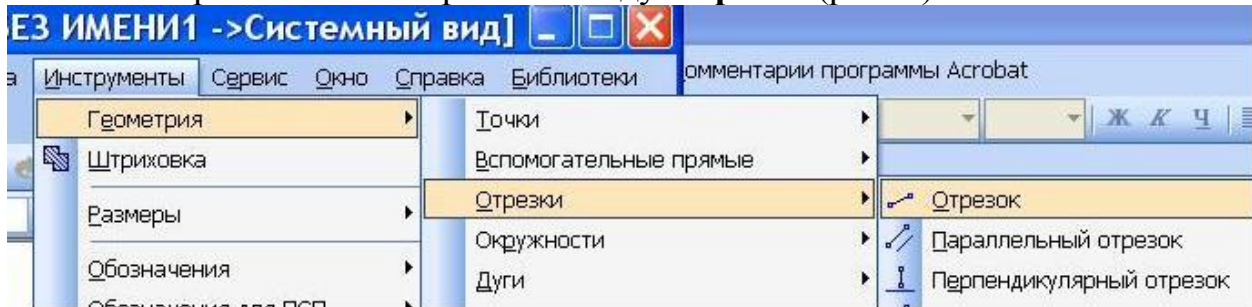 БЕЗ ИМЕНИ1 ->Системный вид]
Инструменты Сервис Окно Справка Библиотеки
омментарии программы Acrobat
Геометрия
Точки
Ж К Ч
Штриховка
Вспомогательные прямые
Размеры
Отрезки
Отрезок
Окружности
Параллельный отрезок
Обозначения
Дуги
Перпендикулярный отрезок